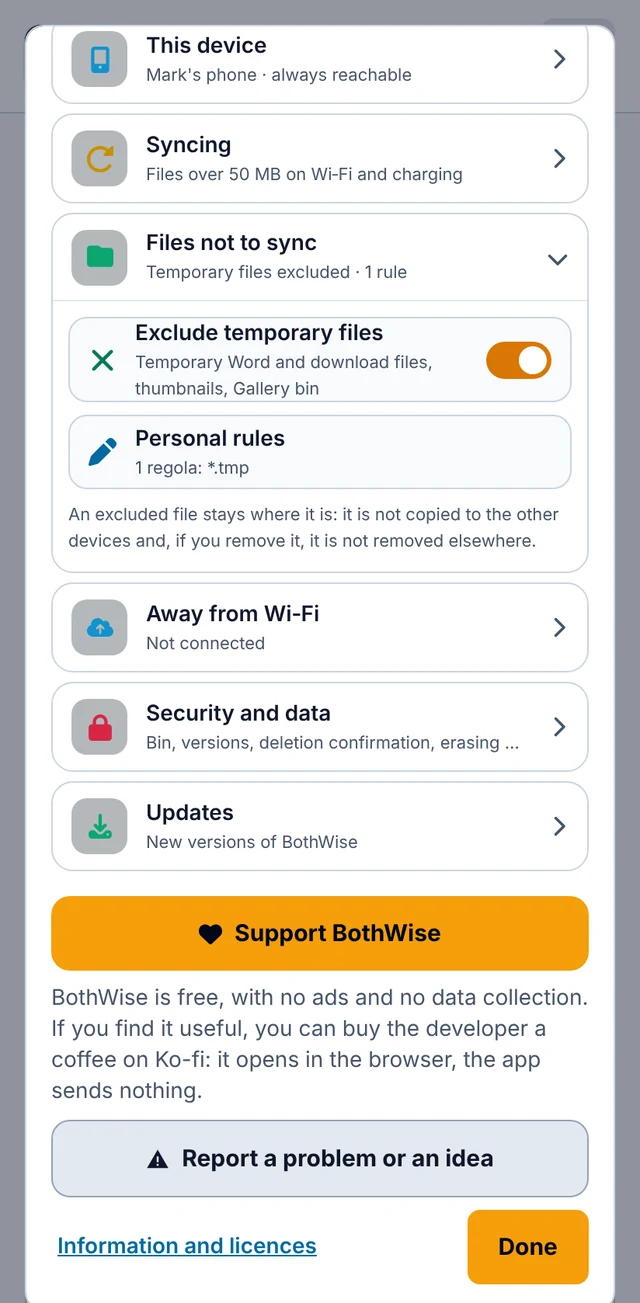 This device
Mark's phone · always reachable
Syncing
Files over 50 MB on Wi-Fi and charging
Files not to sync
Temporary files excluded · 1 rule
Exclude temporary files
Temporary Word and download files,
thumbnails, Gallery bin
Personal rules
1 regola: *.tmp
An excluded file stays where it is: it is not copied to the other
devices and, if you remove it, it is not removed elsewhere.
Away from Wi-Fi
Not connected
Security and data
Bin, versions, deletion confirmation, erasing ...
Updates
New versions of BothWise
Support BothWise
BothWise is free, with no ads and no data collection.
If you find it useful, you can buy the developer a
coffee on Ko-fi: it opens in the browser, the app
sends nothing.
Report a problem or an idea
Information and licences
Done